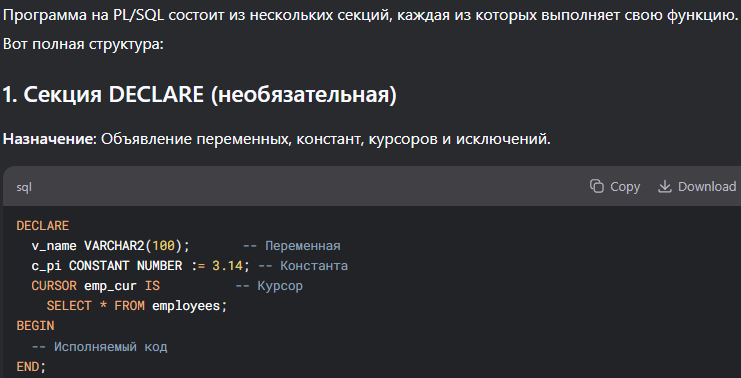 Программа на PL/SQL состоит из нескольких секций, каждая из которых выполняет свою функцию.
Вот полная структура:
1. Секция DECLARE (необязательная)
Назначение: Объявление переменных, констант, курсоров и исключений.
sql Copy Download
DECLARE
  v_name VARCHAR2(100);       -- Переменная
  c_pi CONSTANT NUMBER := 3.14; -- Константа
  CURSOR emp_cur IS          -- Курсор
    SELECT * FROM employees;
BEGIN
  -- Исполняемый код
END;